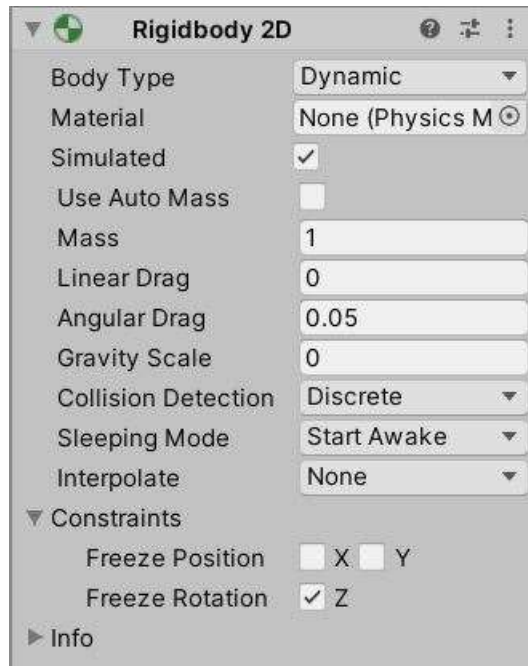 Rigidbody 2D
Body Type Dynamic
Material None (Physics M
Simulated
Use Auto Mass
Mass 1
Linear Drag 0
Angular Drag 0.05
Gravity Scale 0
Collision Detection Discrete
Sleeping Mode Start Awake
Interpolate None
Constraints
Freeze Position X Y
Freeze Rotation Z
Info